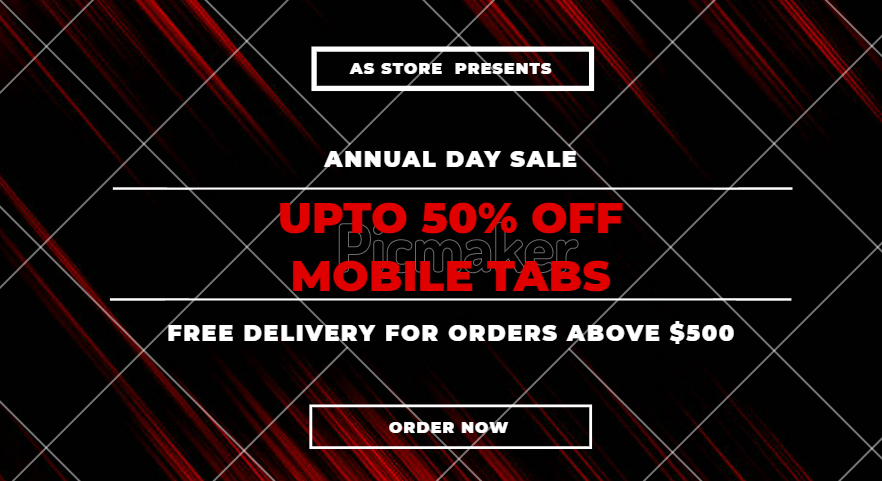 AS STORE PRESENTS
ANNUAL DAY SALE
UPTO 50% OFF
Picmaker
MOBILE TABS
FREE DELIVERY FOR ORDERS ABOVE $500
ORDER NOW